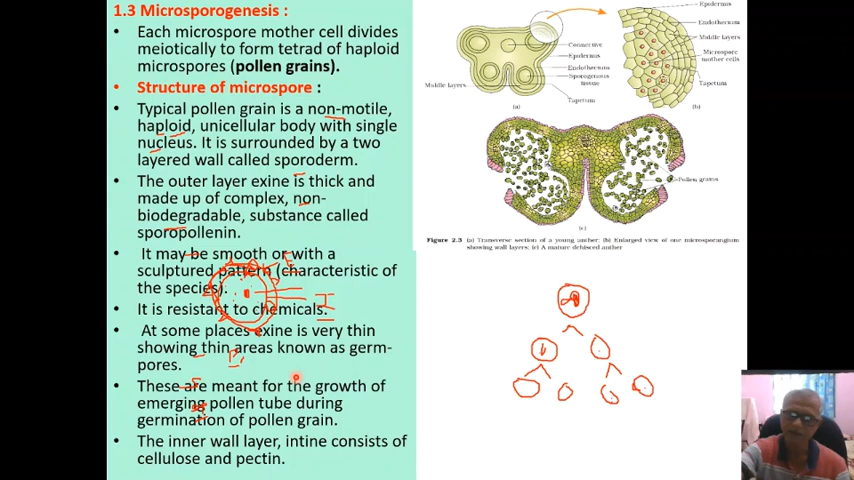 1.3 Microsporogenesis :
• Each microspore mother cell divides
meiotically to form tetrad of haploid
microspores (pollen grains).
• Structure of microspore :
• Typical pollen grain is a non-motile,
haploid, unicellular body with single
nucleus. It is surrounded by a two
layered wall called sporoderm.
• The outer layer exine is thick and
made up of complex, non-
biodegradable, substance called
sporopollenin.
• It may be smooth or with a
sculptured pattern (characteristic of
the species).
• It is resistant to chemicals.
• At some places exine is very thin
showing thin areas known as germ-
pores.
• These are meant for the growth of
emerging pollen tube during
germination of pollen grain.
• The inner wall layer, intine consists of
cellulose and pectin.
E
I
Connective
Epidermis
Endothecium
Sporogenous
tissue
Tapetum
Middle layers
(a)
Epidermis
Endothecium
Middle layers
Microspore
mother cells
Tapetum
(b)
Pollen grains
(c)
Figure 2.3 (a) Transverse section of a young anther; (b) Enlarged view of one microsporangium
showing wall layers; (c) A mature dehisced anther